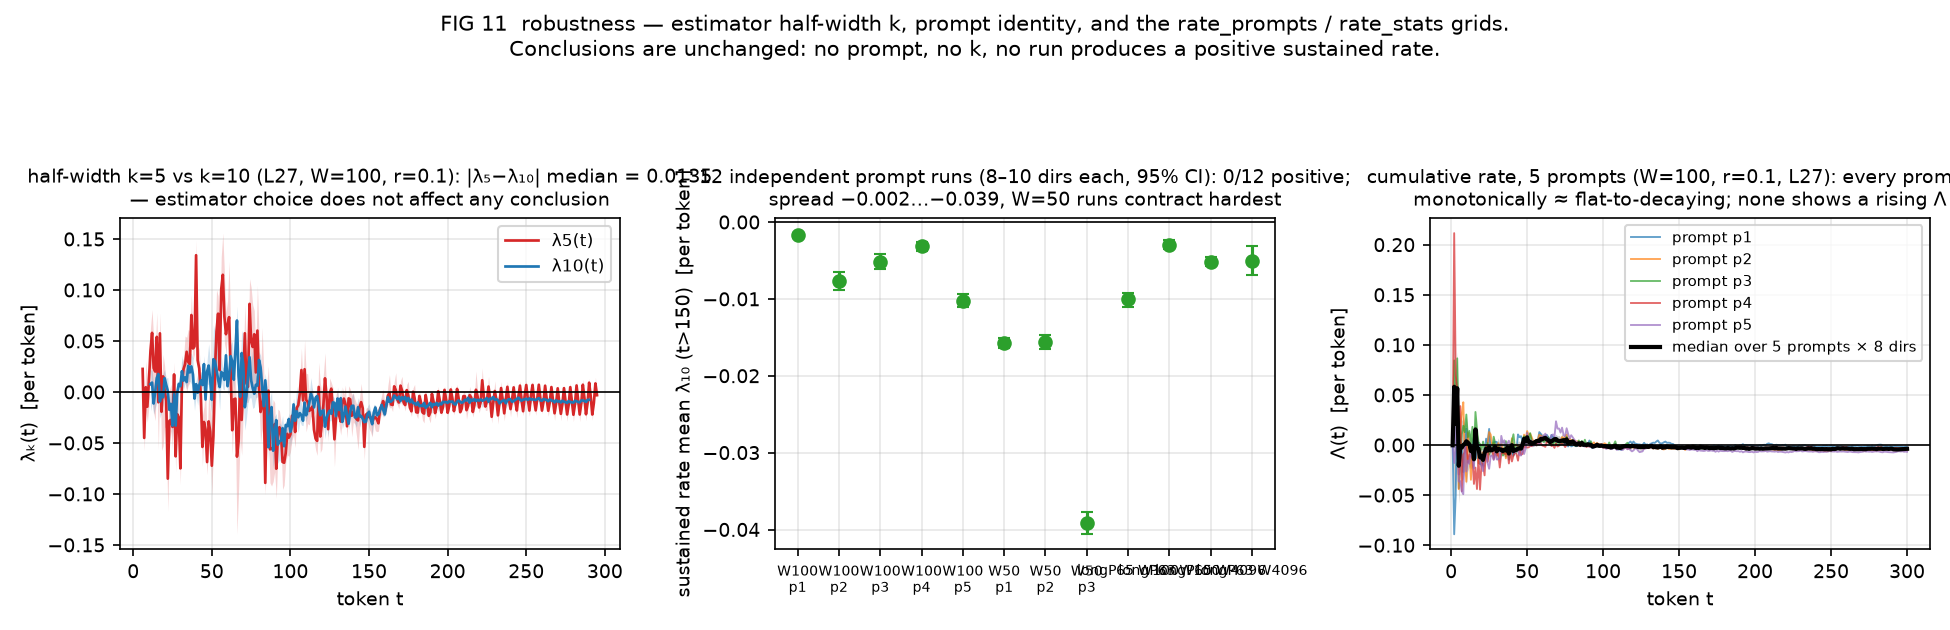 FIG 11  robustness — estimator half-width k, prompt identity, and the rate_prompts / rate_stats grids.
Conclusions are unchanged: no prompt, no k, no run produces a positive sustained rate.
half-width k=5 vs k=10 (L27, W=100, r=0.1): |λ₅−λ₁₀| median =
— estimator choice does not affect any conclusion
0.15
0.10
0.05
0.00
−0.05
−0.10
−0.15
λₖ(t)  [per token]
λ5(t)
λ10(t)
0
50
100
150
200
250
300
token t
12 independent prompt runs (8–10 dirs each, 95% CI): 0/12 positive;
spread −0.002…−0.039, W=50 runs contract hardest
0.00
−0.01
−0.02
−0.03
−0.04
sustained rate mean λ₁₀ (t>150)  [per token]
W100
p1
W100
p2
W100
p3
W100
p4
W100
p5
W50
p1
W50
p2
W50
p3
cumulative rate, 5 prompts (W=100, r=0.1, L27): every prom
monotonically ≈ flat-to-decaying; none shows a rising Λ
0.20
0.15
0.10
0.05
0.00
−0.05
−0.10
Λ(t)  [per token]
prompt p1
prompt p2
prompt p3
prompt p4
prompt p5
median over 5 prompts × 8 dirs
0
50
100
150
200
250
300
token t